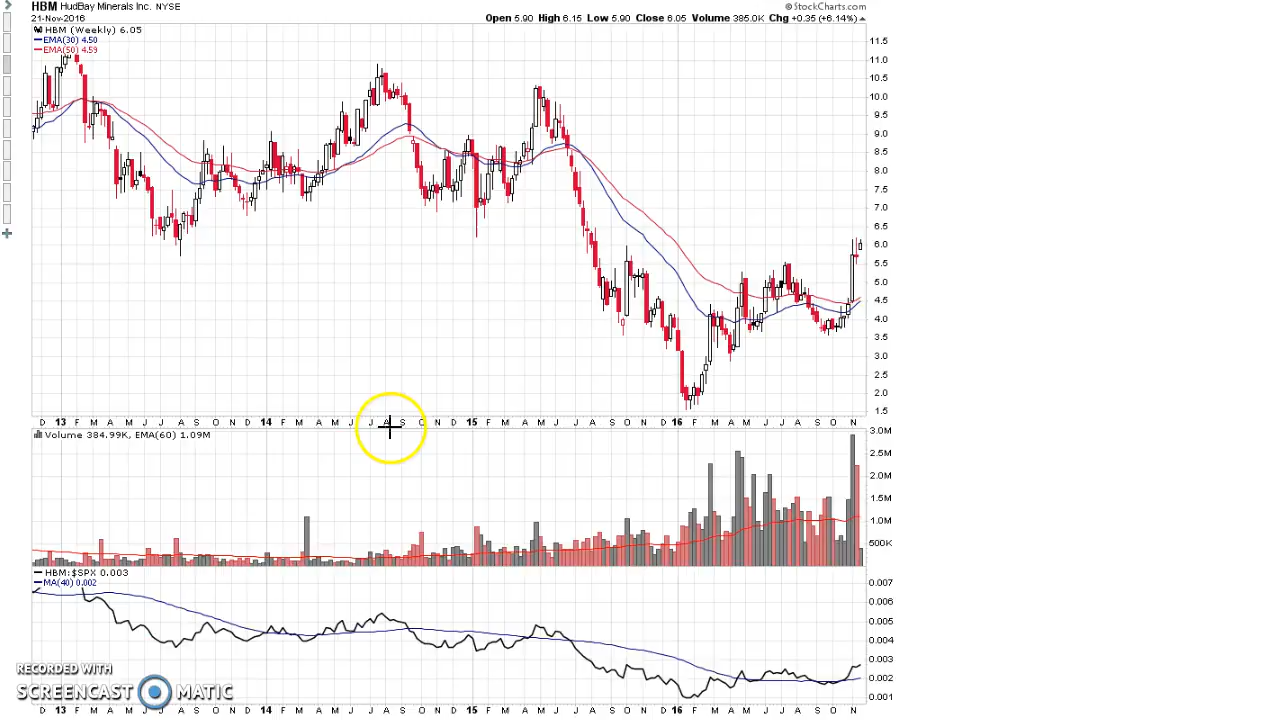 HBM HudBay Minerals Inc. NYSE
© StockCharts.com
21-Nov-2016
Open 5.90 High 6.15 Low 5.90 Close 6.05 Volume 385.0K Chg +0.35 (+6.14%)
HBM (Weekly) 6.05
EMA(30) 4.50
EMA(50) 4.59
11.5
11.0
10.5
10.0
9.5
9.0
8.5
8.0
7.5
7.0
6.5
6.0
5.5
5.0
4.5
4.0
3.5
3.0
2.5
2.0
1.5
D 13 F M A M J J A S O N D 14 F M A M J J A S O N D 15 F M A M J J A S O N D 16 F M A M J J A S O N
Volume 384.99K, EMA(60) 1.09M
3.0M
2.5M
2.0M
1.5M
1.0M
500K
HBM:$SPX 0.003
MA(40) 0.002
0.007
0.006
0.005
0.004
0.003
0.002
0.001
D 13 F M A M J J A S O N D 14 F M A M J J A S O N D 15 F M A M J J A S O N D 16 F M A M J J A S O N
RECORDED WITH
SCREENCAST MATIC